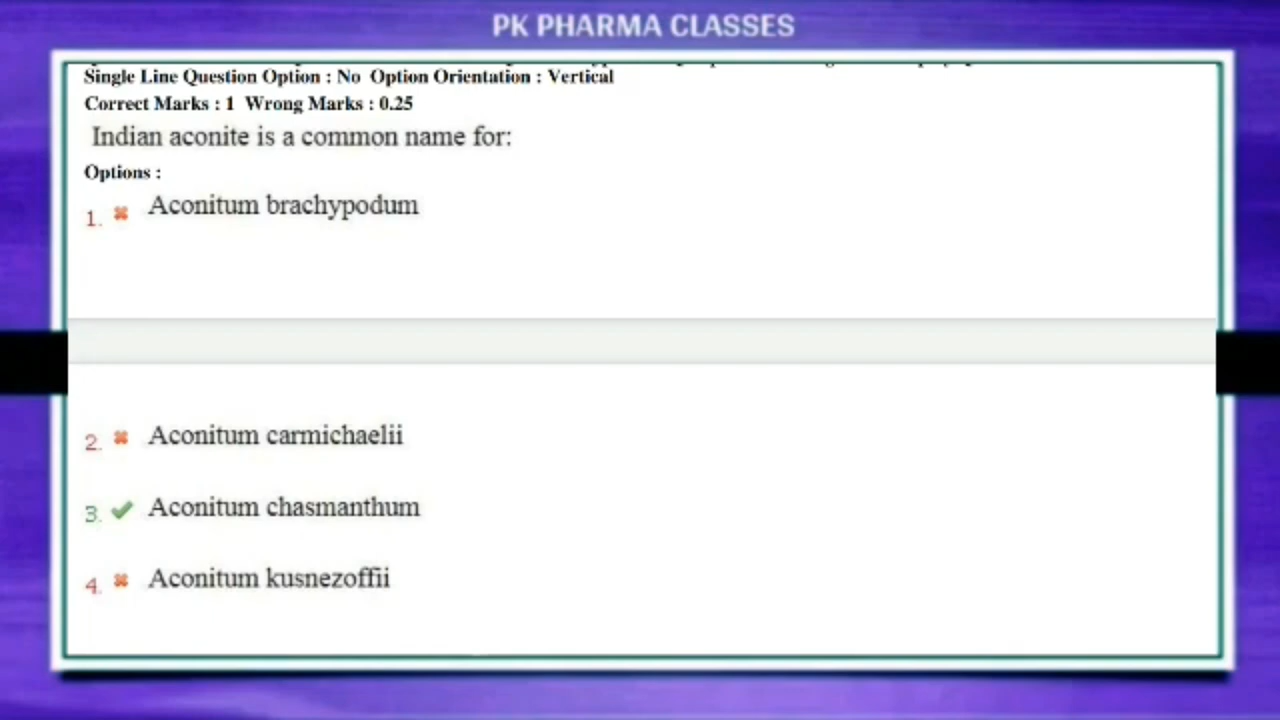 PK PHARMA CLASSES
Single Line Question Option : No Option Orientation : Vertical
Correct Marks : 1 Wrong Marks : 0.25
Indian aconite is a common name for:
Options :
1. ✖ Aconitum brachypodum
2. ✖ Aconitum carmichaelii
3. ✔ Aconitum chasmanthum
4. ✖ Aconitum kusnezoffii